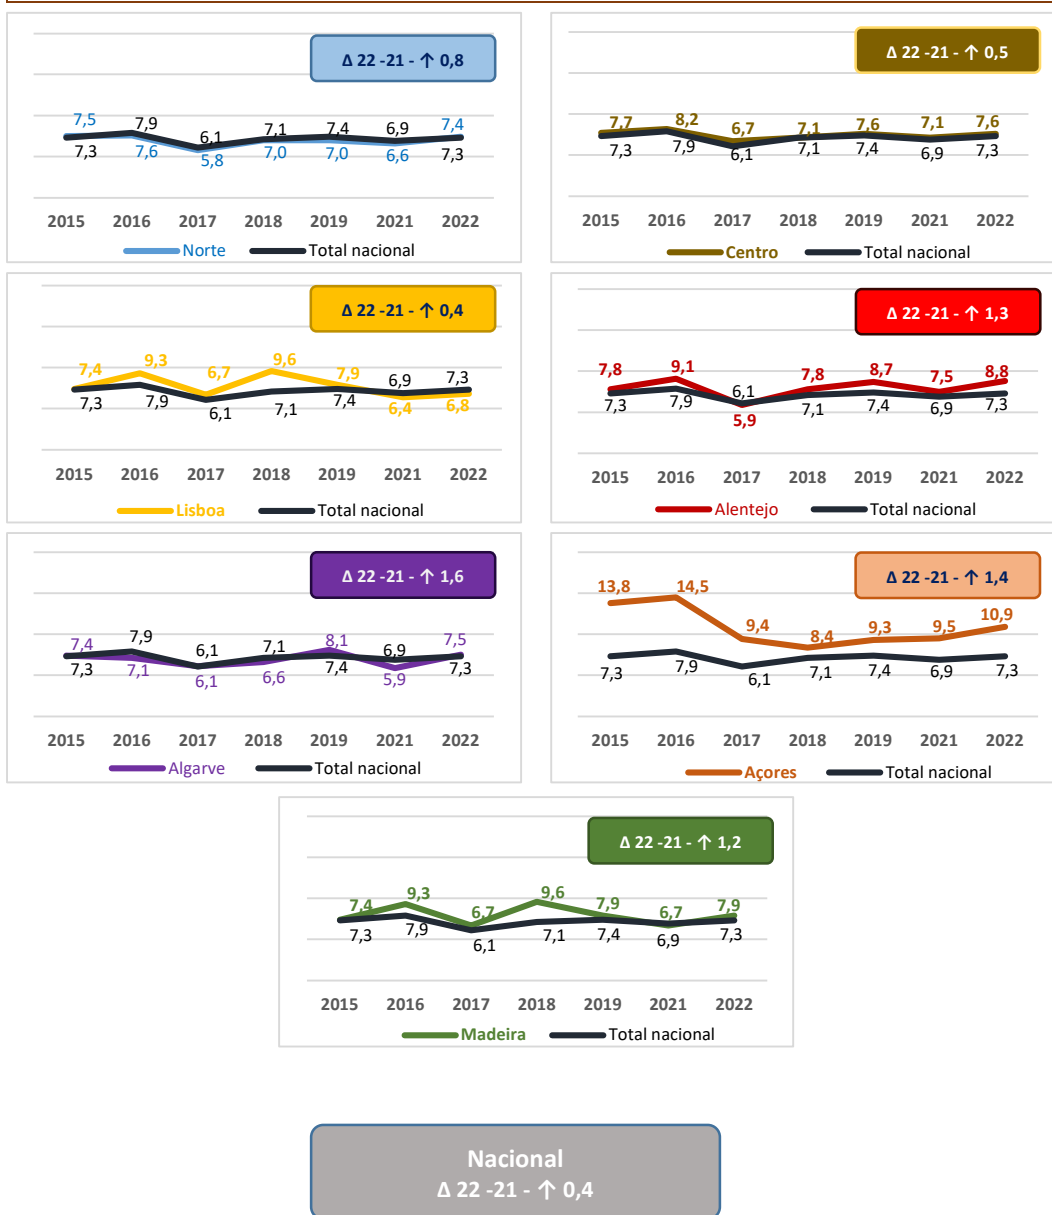 Δ 22 -21 - ↑ 0,8
7,5 7,9 6,1 7,1 7,4 6,9 7,4
7,3 7,6 5,8 7,0 7,0 6,6 7,3
2015 2016 2017 2018 2019 2021 2022
Norte Total nacional
Δ 22 -21 - ↑ 0,5
7,7 8,2 6,7 7,1 7,6 7,1 7,6
7,3 7,9 6,1 7,1 7,4 6,9 7,3
2015 2016 2017 2018 2019 2021 2022
Centro Total nacional
Δ 22 -21 - ↑ 0,4
7,4 9,3 6,7 9,6 7,9 6,9 7,3
7,3 7,9 6,1 7,1 7,4 6,4 6,8
2015 2016 2017 2018 2019 2021 2022
Lisboa Total nacional
Δ 22 -21 - ↑ 1,3
7,8 9,1 6,1 7,8 8,7 7,5 8,8
7,3 7,9 5,9 7,1 7,4 6,9 7,3
2015 2016 2017 2018 2019 2021 2022
Alentejo Total nacional
Δ 22 -21 - ↑ 1,6
7,4 7,9 6,1 7,1 8,1 6,9 7,5
7,3 7,1 6,1 6,6 7,4 5,9 7,3
2015 2016 2017 2018 2019 2021 2022
Algarve Total nacional
Δ 22 -21 - ↑ 1,4
13,8 14,5 9,4 8,4 9,3 9,5 10,9
7,3 7,9 6,1 7,1 7,4 6,9 7,3
2015 2016 2017 2018 2019 2021 2022
Açores Total nacional
Δ 22 -21 - ↑ 1,2
7,4 9,3 6,7 9,6 7,9 6,7 7,9
7,3 7,9 6,1 7,1 7,4 6,9 7,3
2015 2016 2017 2018 2019 2021 2022
Madeira Total nacional
Nacional
Δ 22 -21 - ↑ 0,4